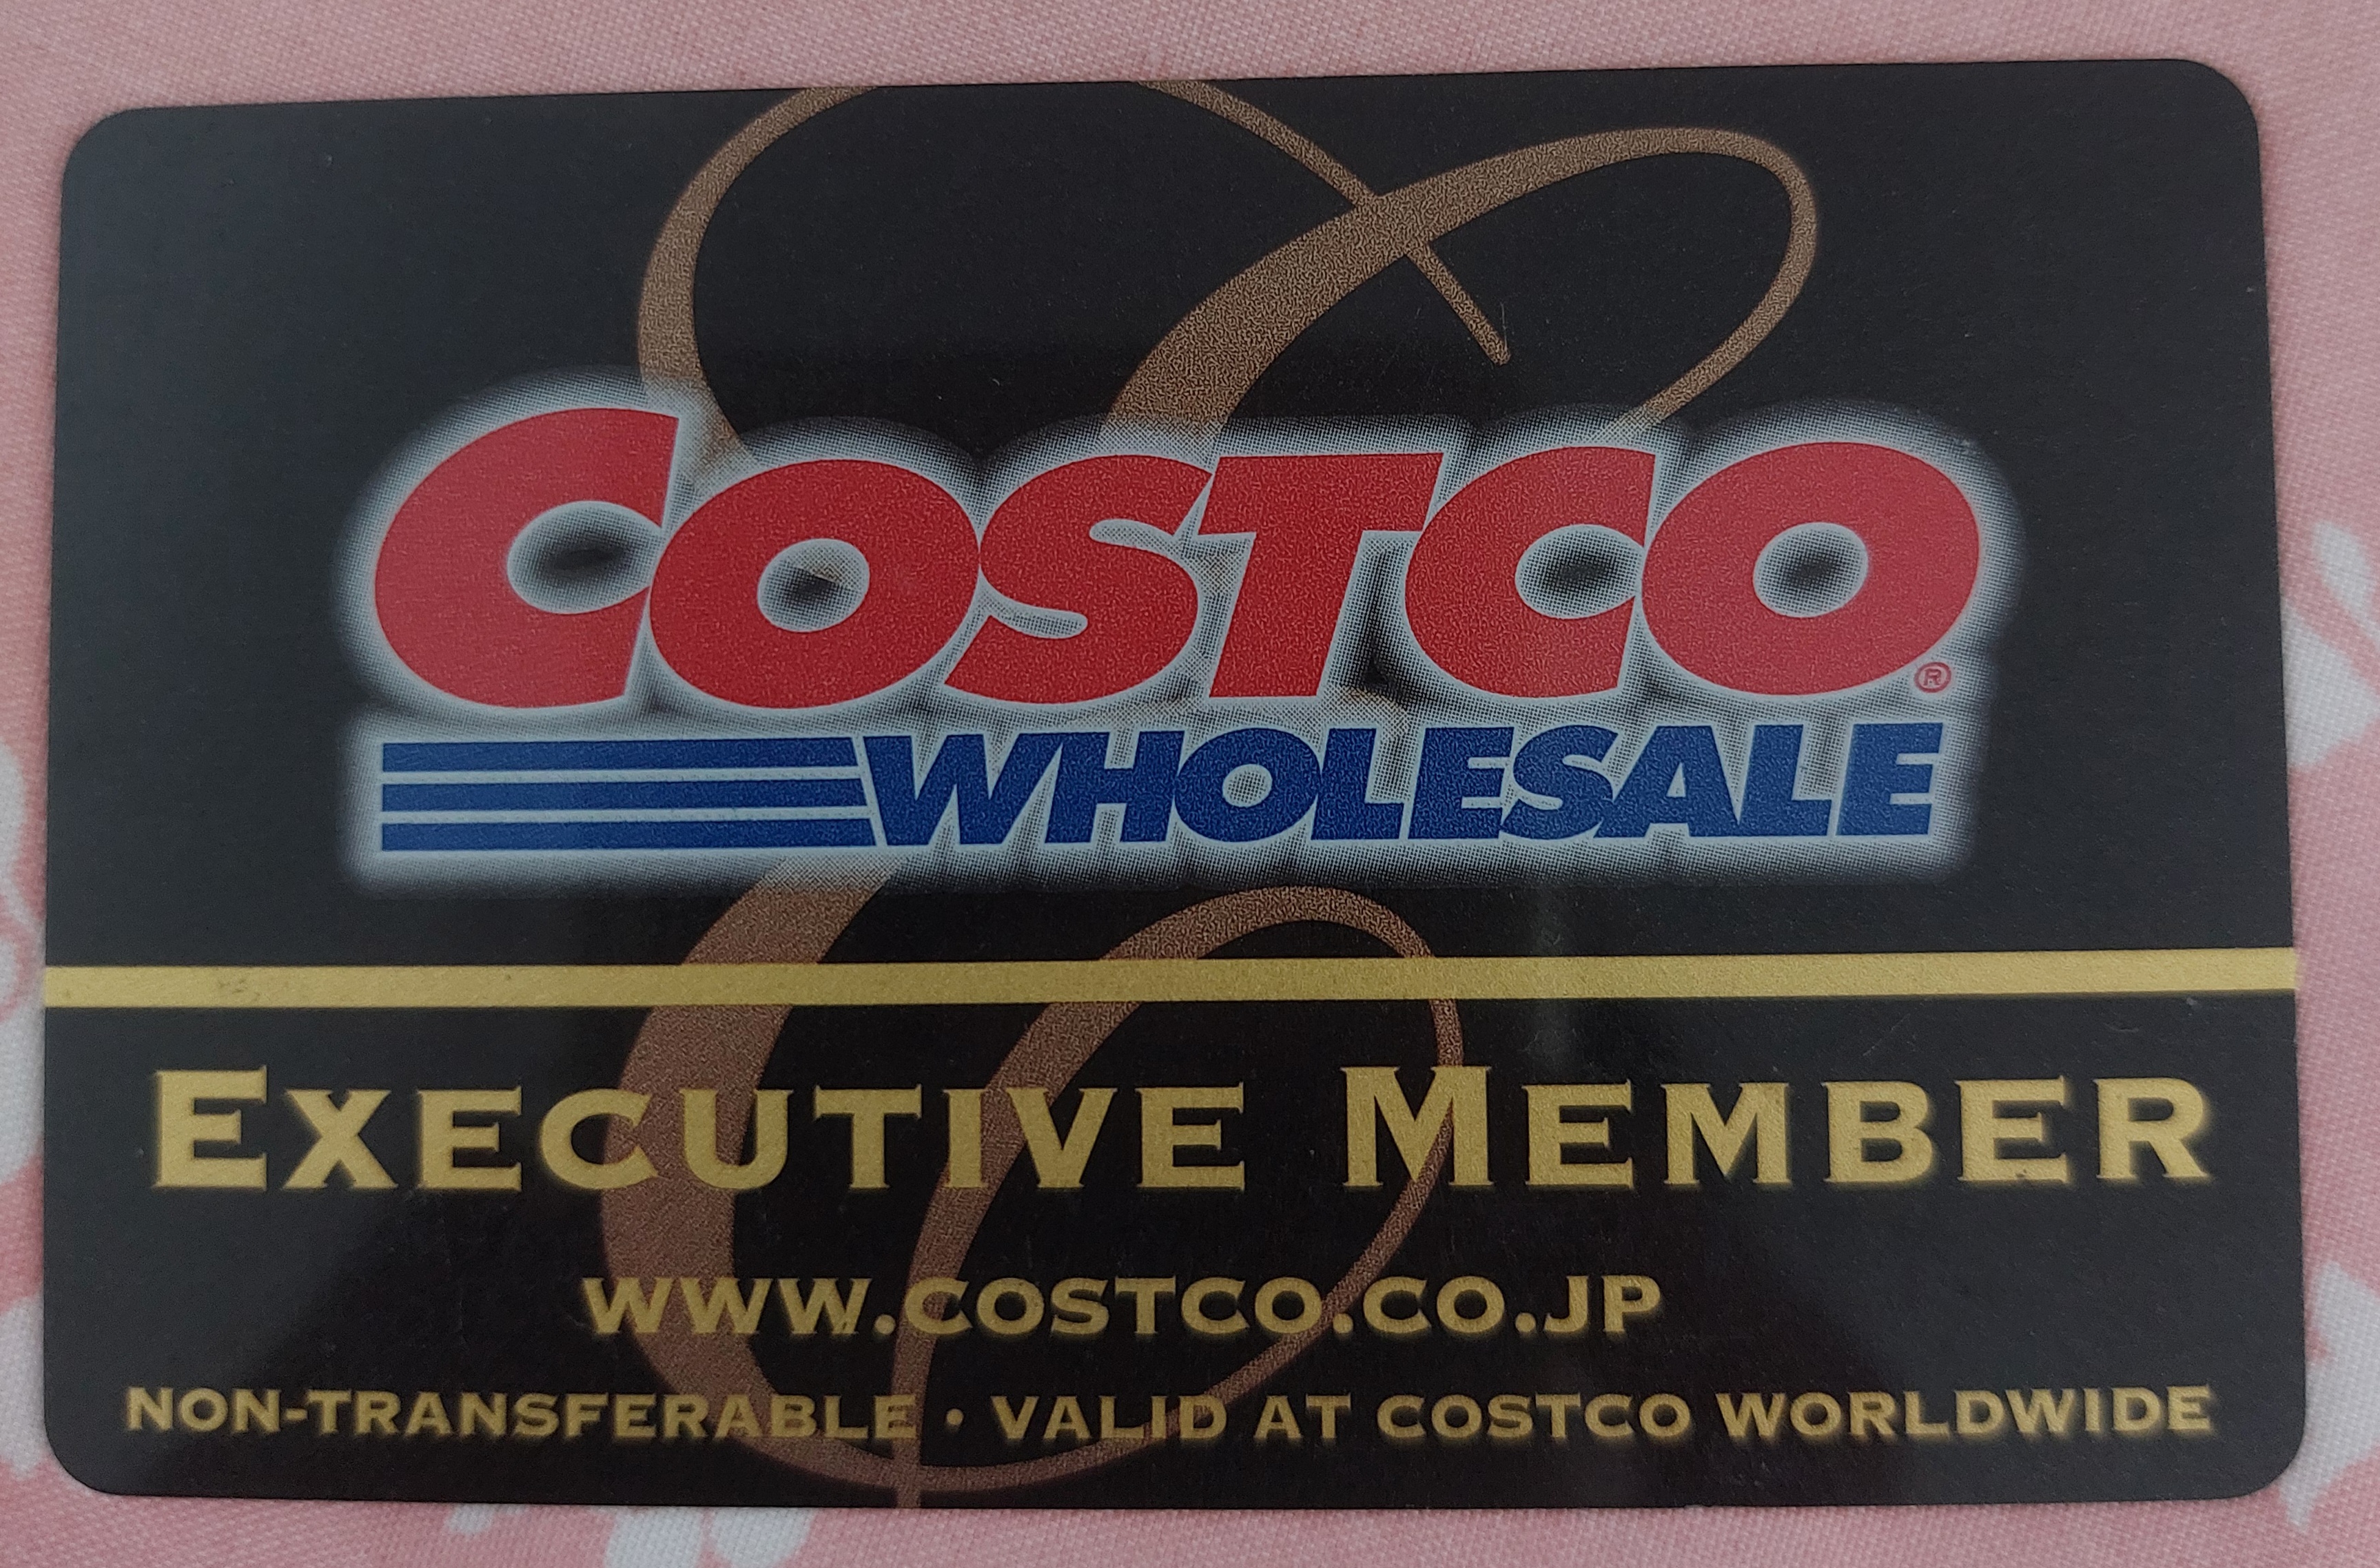 COSTCO®
WHOLESALE
EXECUTIVE MEMBER
WWW.COSTCO.CO.JP
NON-TRANSFERABLE • VALID AT COSTCO WORLDWIDE